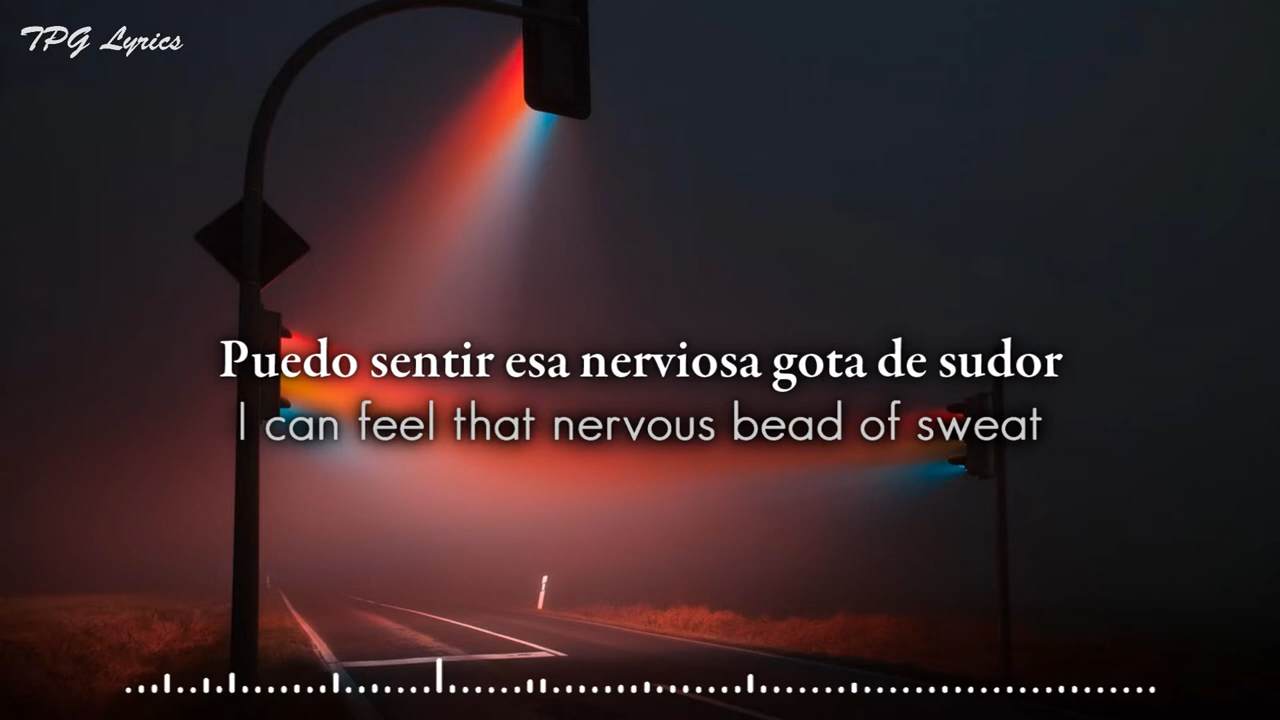 TPG Lyrics
Puedo sentir esa nerviosa gota de sudor
I can feel that nervous bead of sweat